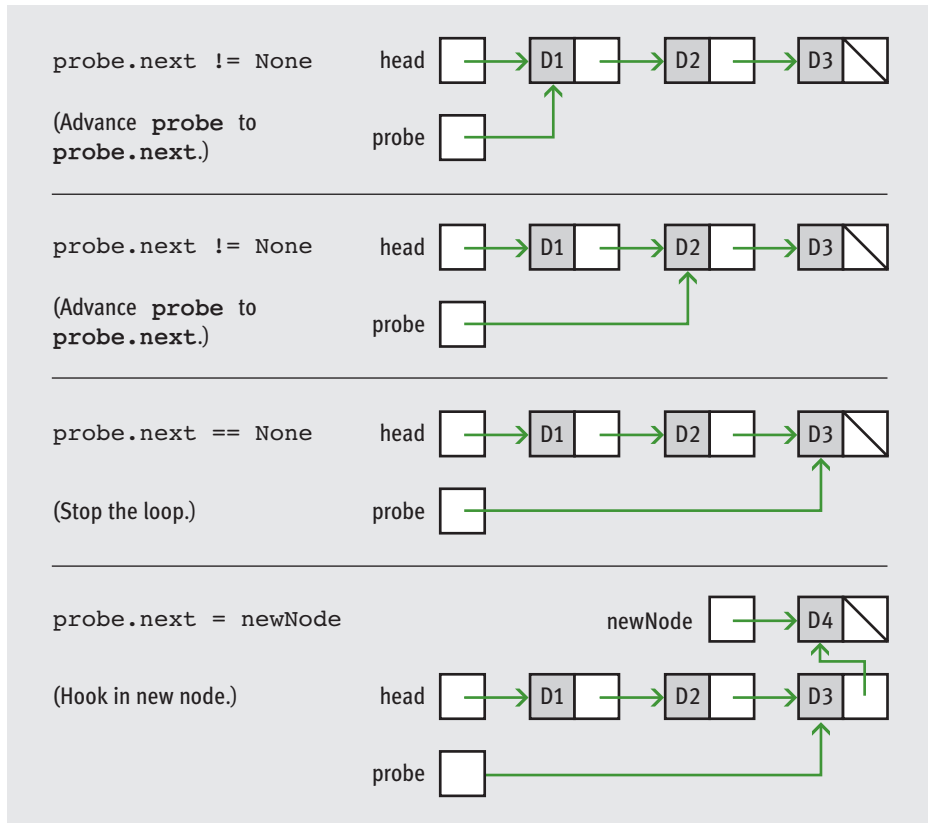 probe.next != None
head D1 D2 D3
(Advance probe to
probe.next.)
probe
probe.next != None
head D1 D2 D3
(Advance probe to
probe.next.)
probe
probe.next == None
head D1 D2 D3
(Stop the loop.)
probe
probe.next = newNode
newNode D4
(Hook in new node.)
head D1 D2 D3
probe